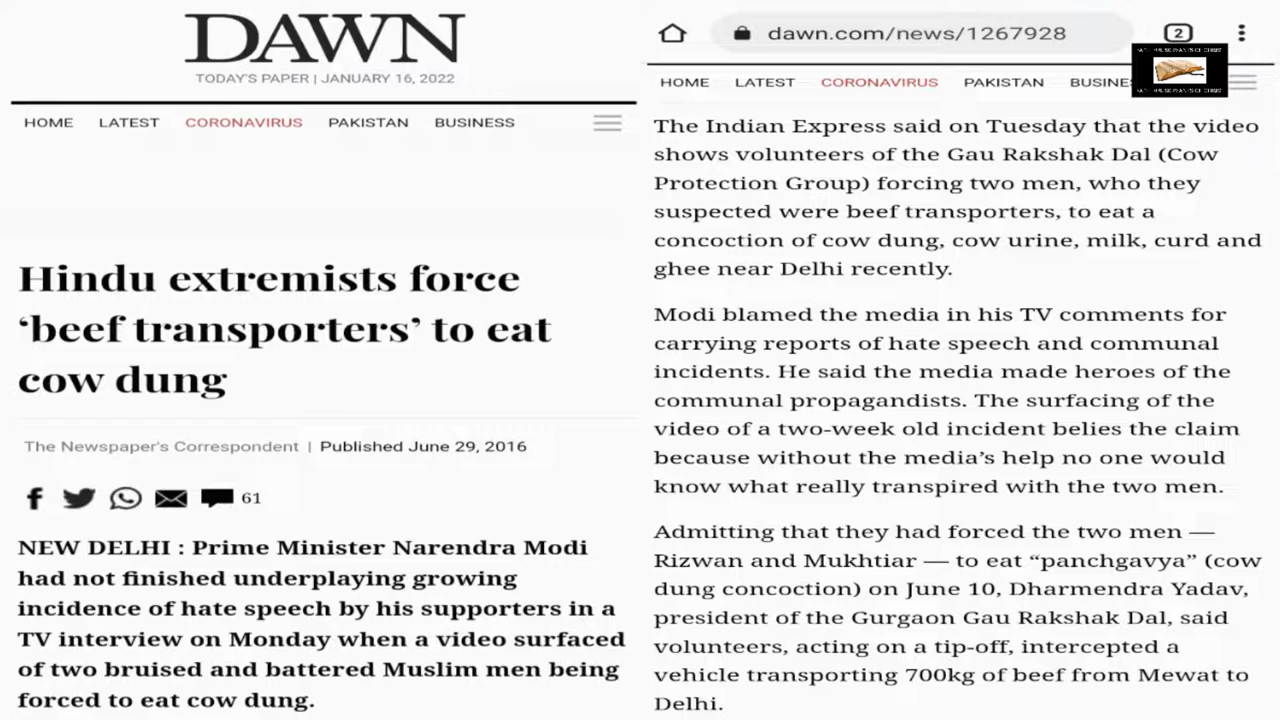 DAWN
TODAY'S PAPER | JANUARY 16, 2022
HOME LATEST CORONAVIRUS PAKISTAN BUSINESS
Hindu extremists force
‘beef transporters’ to eat
cow dung
The Newspaper's Correspondent | Published June 29, 2016
61
NEW DELHI : Prime Minister Narendra Modi
had not finished underplaying growing
incidence of hate speech by his supporters in a
TV interview on Monday when a video surfaced
of two bruised and battered Muslim men being
forced to eat cow dung.
dawn.com/news/1267928
2
HOME LATEST CORONAVIRUS PAKISTAN BUSINE
The Indian Express said on Tuesday that the video
shows volunteers of the Gau Rakshak Dal (Cow
Protection Group) forcing two men, who they
suspected were beef transporters, to eat a
concoction of cow dung, cow urine, milk, curd and
ghee near Delhi recently.
Modi blamed the media in his TV comments for
carrying reports of hate speech and communal
incidents. He said the media made heroes of the
communal propagandists. The surfacing of the
video of a two-week old incident belies the claim
because without the media’s help no one would
know what really transpired with the two men.
Admitting that they had forced the two men —
Rizwan and Mukhtiar — to eat “panchgavya” (cow
dung concoction) on June 10, Dharmendra Yadav,
president of the Gurgaon Gau Rakshak Dal, said
volunteers, acting on a tip-off, intercepted a
vehicle transporting 700kg of beef from Mewat to
Delhi.